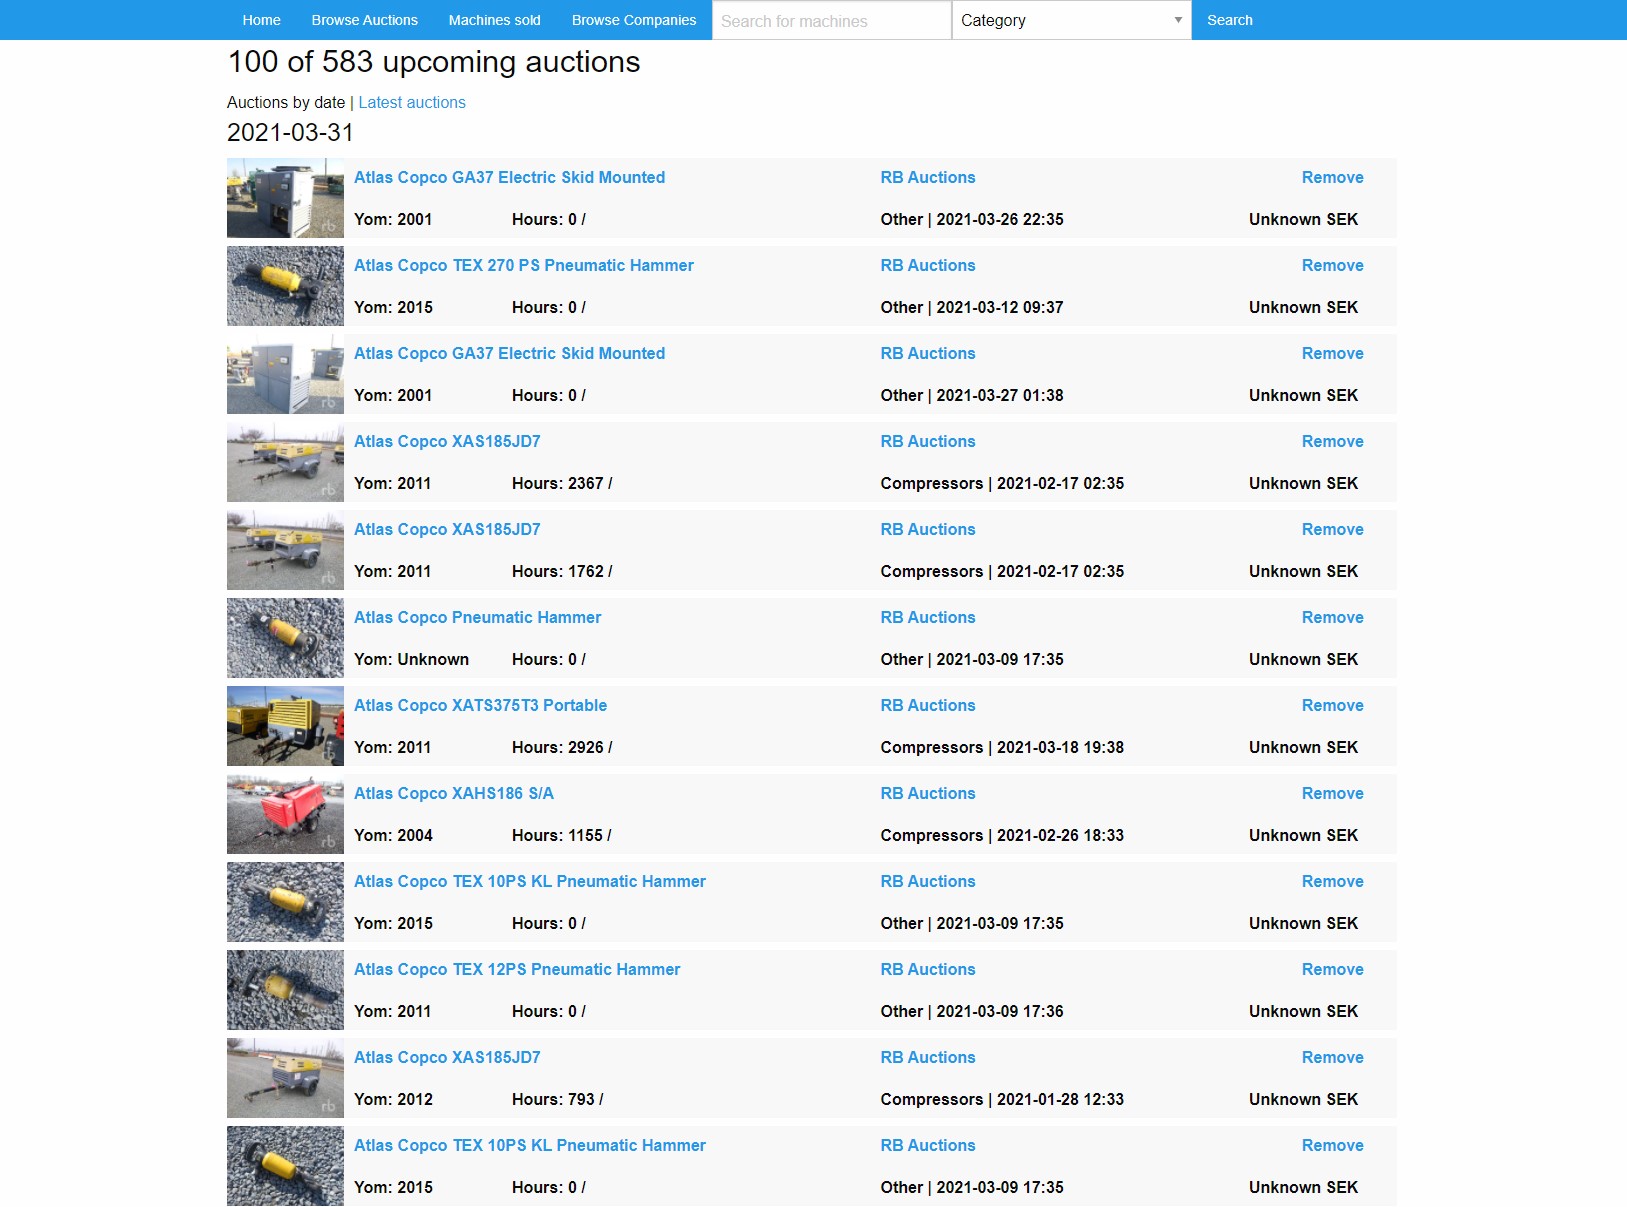 Home Browse Auctions Machines sold Browse Companies Search for machines Category Search
100 of 583 upcoming auctions
Auctions by date | Latest auctions
2021-03-31
Atlas Copco GA37 Electric Skid Mounted RB Auctions Remove
Yom: 2001 Hours: 0 / Other | 2021-03-26 22:35 Unknown SEK
rb
Atlas Copco TEX 270 PS Pneumatic Hammer RB Auctions Remove
Yom: 2015 Hours: 0 / Other | 2021-03-12 09:37 Unknown SEK
Atlas Copco GA37 Electric Skid Mounted RB Auctions Remove
Yom: 2001 Hours: 0 / Other | 2021-03-27 01:38 Unknown SEK
rb
Atlas Copco XAS185JD7 RB Auctions Remove
Yom: 2011 Hours: 2367 / Compressors | 2021-02-17 02:35 Unknown SEK
rb
Atlas Copco XAS185JD7 RB Auctions Remove
Yom: 2011 Hours: 1762 / Compressors | 2021-02-17 02:35 Unknown SEK
rb
Atlas Copco Pneumatic Hammer RB Auctions Remove
Yom: Unknown Hours: 0 / Other | 2021-03-09 17:35 Unknown SEK
Atlas Copco XATS375T3 Portable RB Auctions Remove
Yom: 2011 Hours: 2926 / Compressors | 2021-03-18 19:38 Unknown SEK
rb
Atlas Copco XAHS186 S/A RB Auctions Remove
Yom: 2004 Hours: 1155 / Compressors | 2021-02-26 18:33 Unknown SEK
rb
Atlas Copco TEX 10PS KL Pneumatic Hammer RB Auctions Remove
Yom: 2015 Hours: 0 / Other | 2021-03-09 17:35 Unknown SEK
Atlas Copco TEX 12PS Pneumatic Hammer RB Auctions Remove
Yom: 2011 Hours: 0 / Other | 2021-03-09 17:36 Unknown SEK
Atlas Copco XAS185JD7 RB Auctions Remove
Yom: 2012 Hours: 793 / Compressors | 2021-01-28 12:33 Unknown SEK
rb
Atlas Copco TEX 10PS KL Pneumatic Hammer RB Auctions Remove
Yom: 2015 Hours: 0 / Other | 2021-03-09 17:35 Unknown SEK